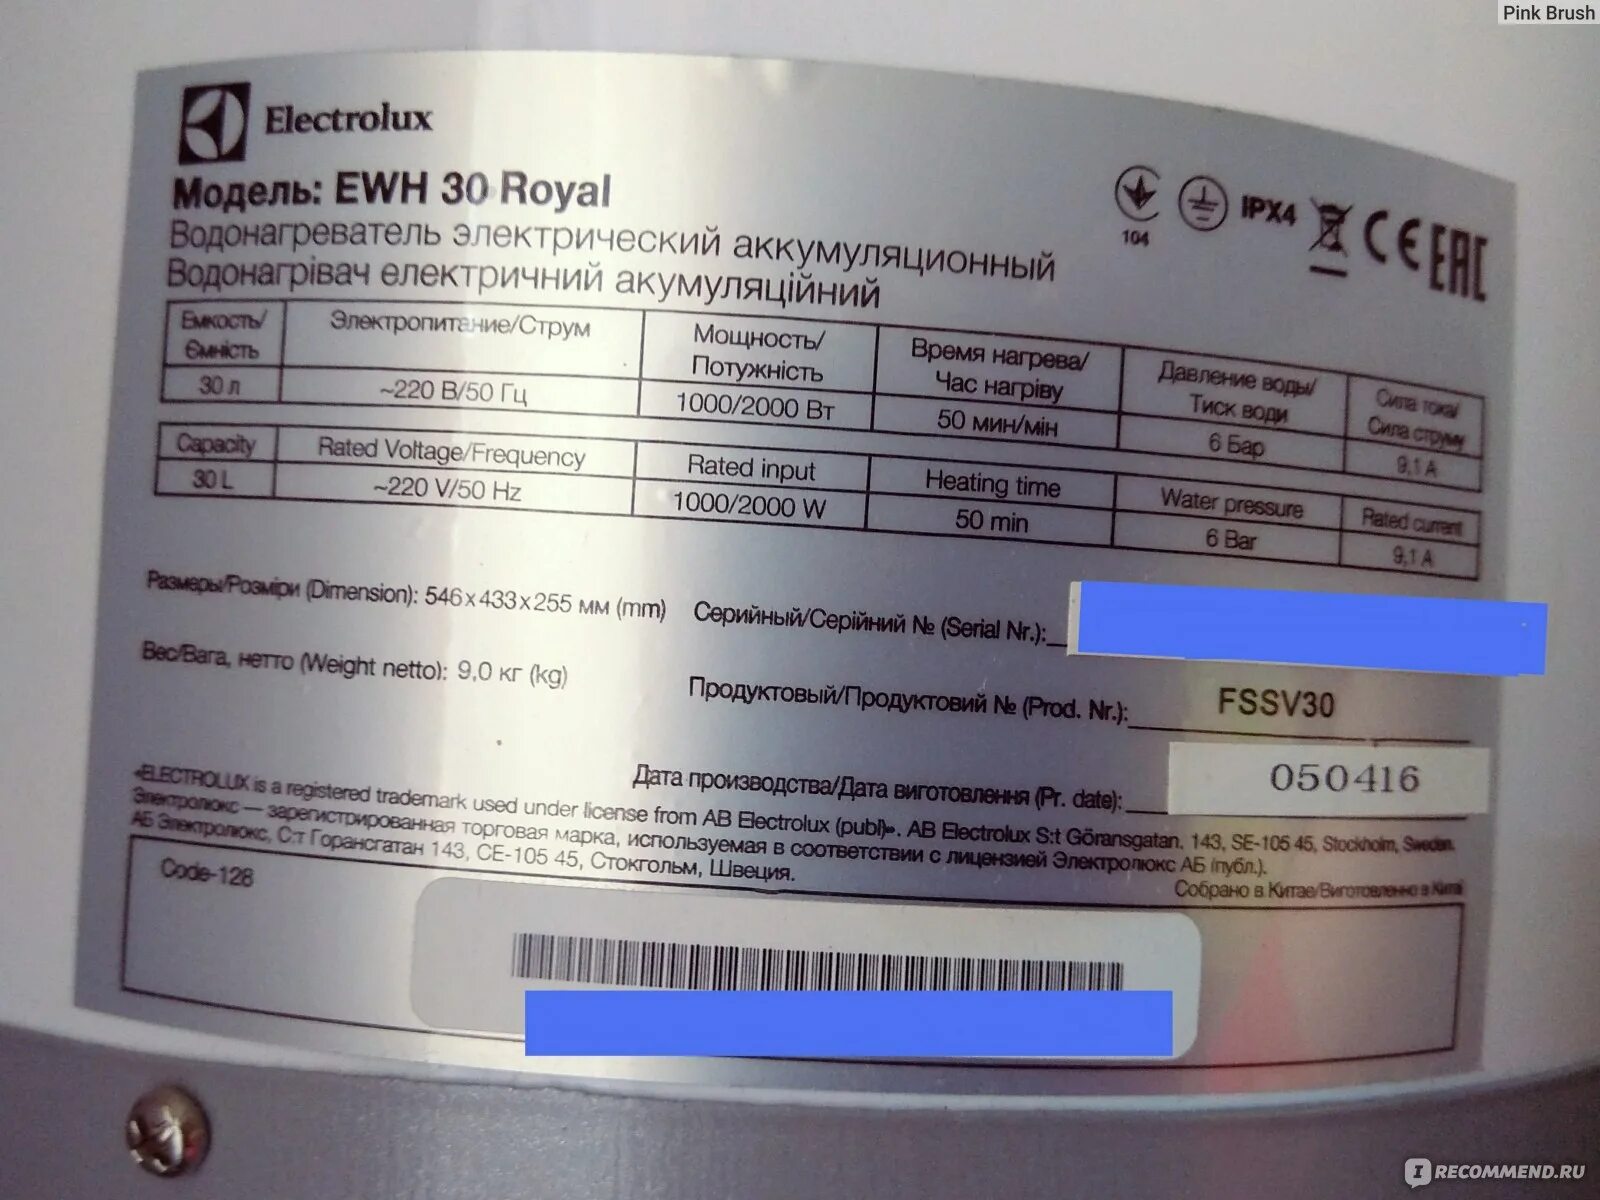 Pink Brush
Electrolux
Модель: EWH 30 Royal
Водонагреватель электрический аккумуляционный
Водонагрівач електричний акумуляційний
104
IPX4
CE EAC
Емкость/ Ємність Электропитание/Струм Мощность/ Потужність Время нагрева/ Час нагріву Давление воды/ Тиск води Сила тока/ Сила струму
30 л ~220 В/50 Гц 1000/2000 Вт 50 мин/мін 6 Бар 9,1 А
Capacity Rated Voltage/Frequency Rated input Heating time Water pressure Rated current
30 L ~220 V/50 Hz 1000/2000 W 50 min 6 Bar 9,1 A
Размеры/Розміри (Dimension): 546x433x255 мм (mm)
Серийный/Серійний № (Serial Nr.):
Вес/Вага, нетто (Weight netto): 9,0 кг (kg)
Продуктовый/Продуктовий № (Prod. Nr.): FSSV30
Дата производства/Дата виготовлення (Pr. date): 050416
«ELECTROLUX is a registered trademark used under license from AB Electrolux (publ)». AB Electrolux S:t Göransgatan, 143, SE-105 45, Stockholm, Sweden.
Электролюкс — зарегистрированная торговая марка, используемая в соответствии с лицензией Электролюкс АБ (публ.).
АБ Электролюкс, С:т Горансгатан 143, СЕ-105 45, Стокгольм, Швеция.
Собрано в Китае/Виготовленно в Китаї
Code-128
IRECOMMEND.RU